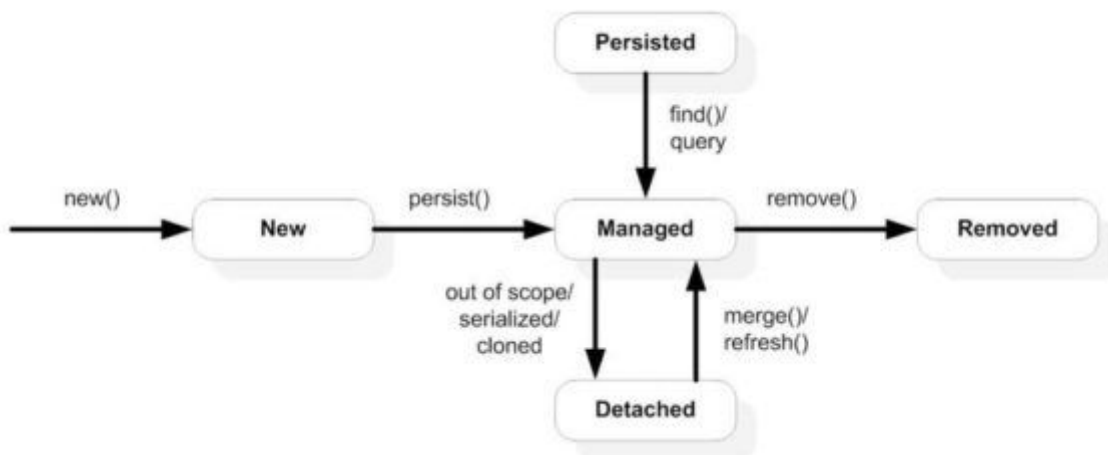 Persisted
find()/
query
new()
New
persist()
Managed
remove()
Removed
out of scope/
serialized/
cloned
merge()/
refresh()
Detached